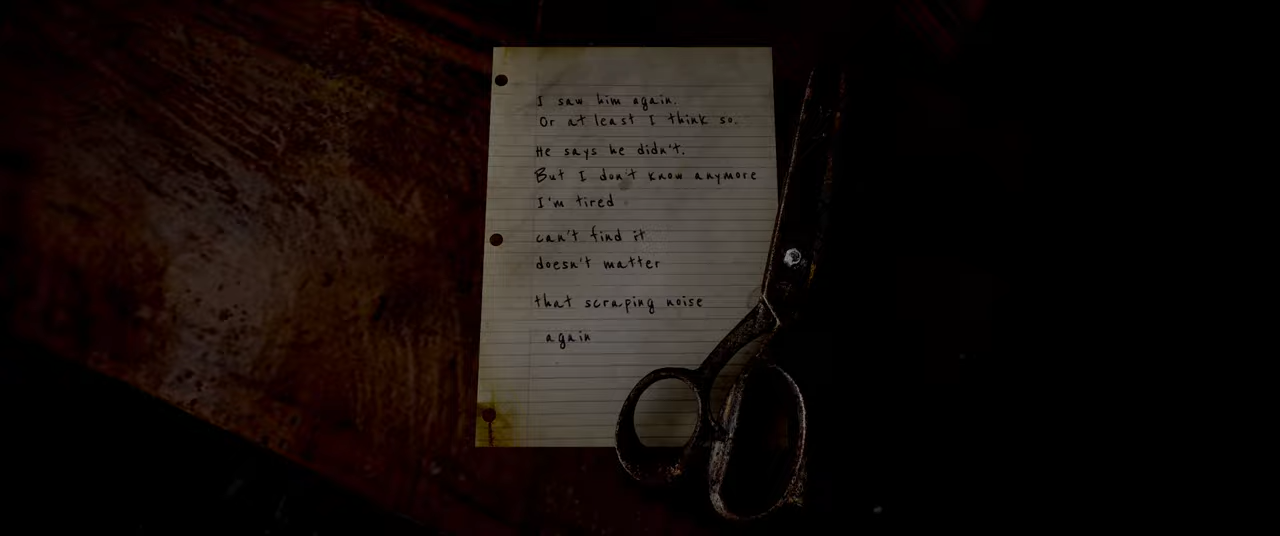 I saw him again.
Or at least I think so.
He says he didn't.
But I don't know anymore
I'm tired
can't find it
doesn't matter
that scraping noise
again